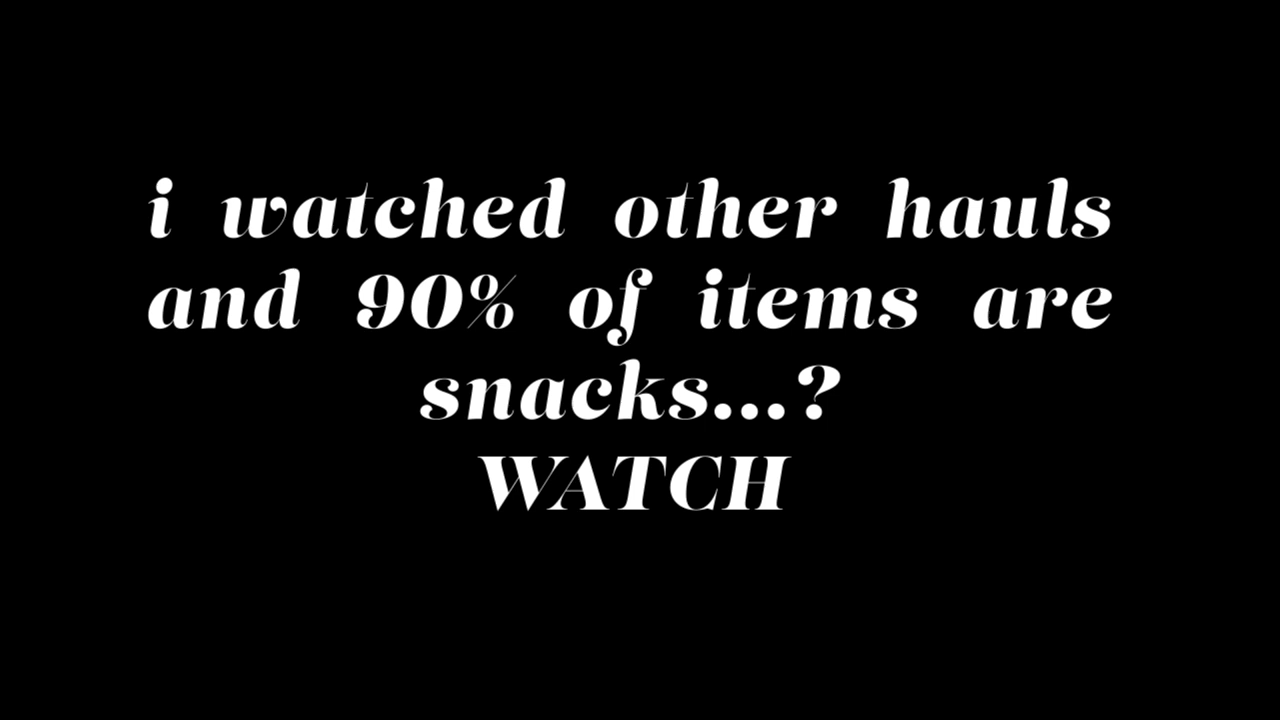 i watched other hauls
and 90% of items are
snacks...?
WATCH